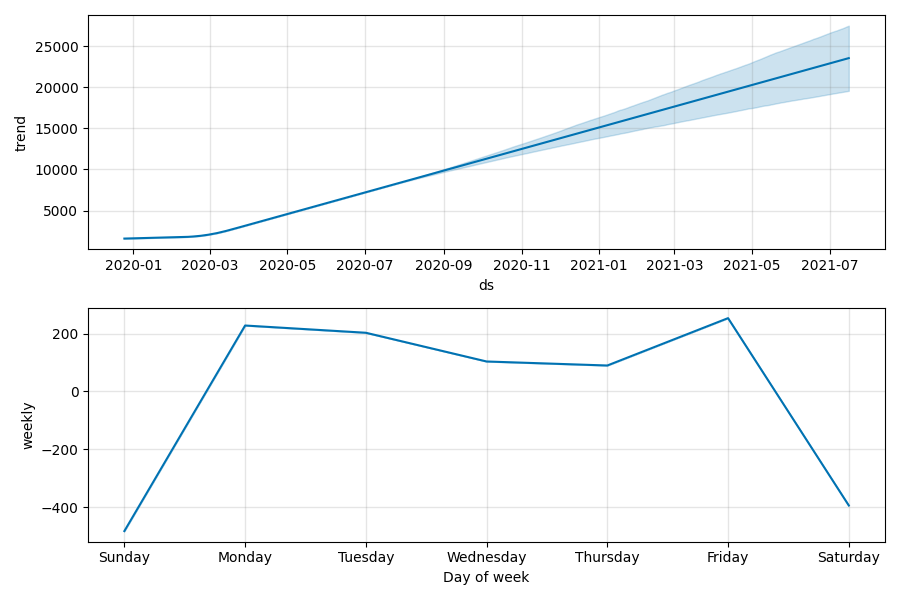 25000
20000
15000
10000
5000
trend
2020-01 2020-03 2020-05 2020-07 2020-09 2020-11 2021-01 2021-03 2021-05 2021-07
ds
200
0
−200
−400
weekly
Sunday Monday Tuesday Wednesday Thursday Friday Saturday
Day of week